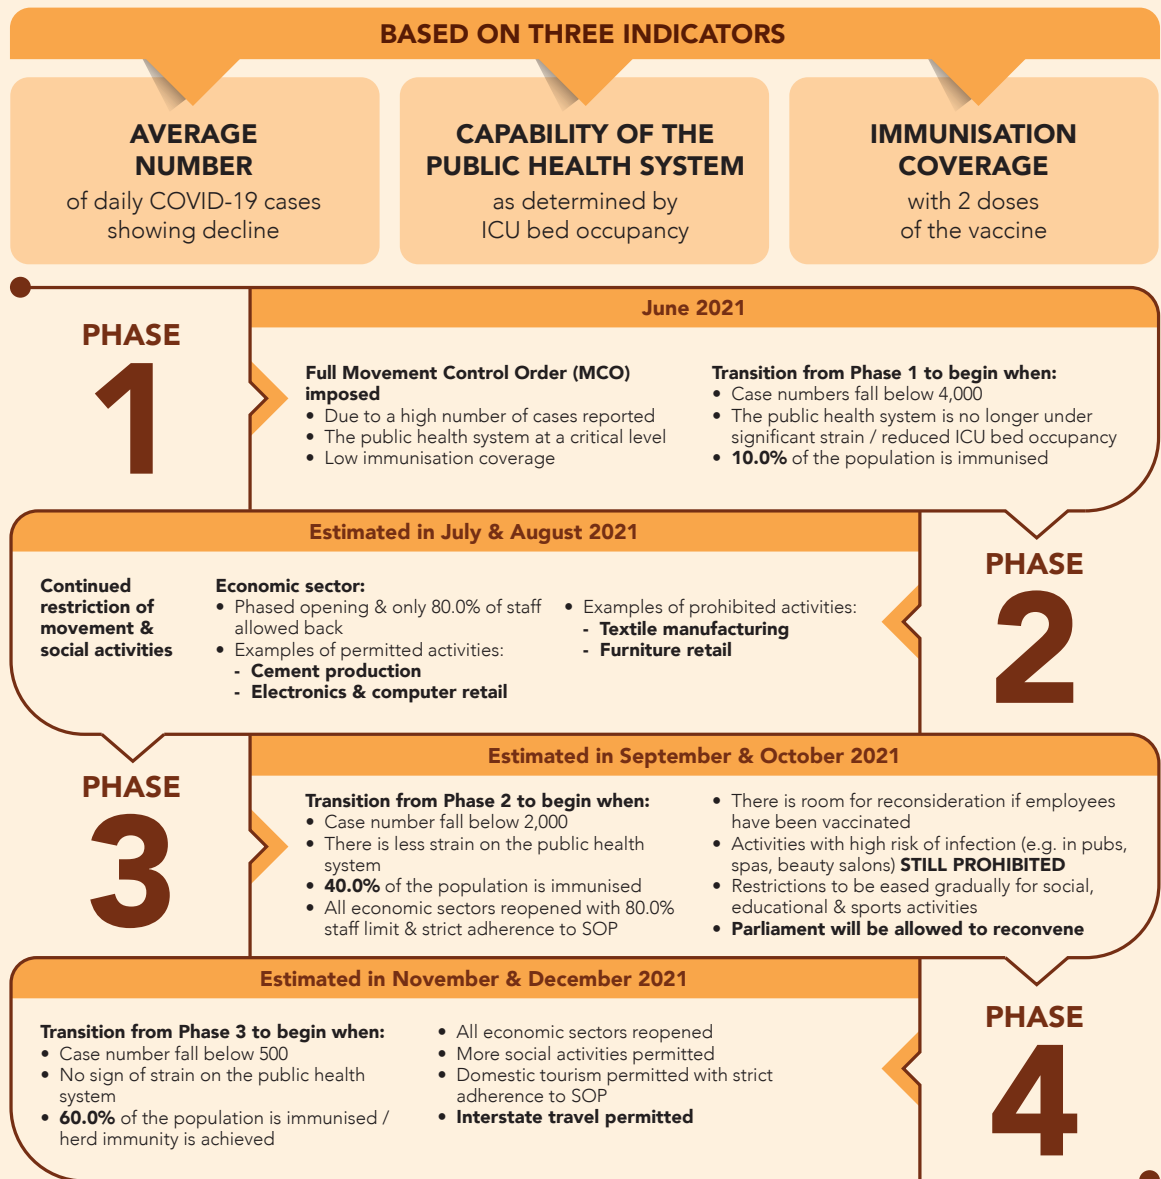 BASED ON THREE INDICATORS
AVERAGE
NUMBER
of daily COVID-19 cases
showing decline
CAPABILITY OF THE
PUBLIC HEALTH SYSTEM
as determined by
ICU bed occupancy
IMMUNISATION
COVERAGE
with 2 doses
of the vaccine
PHASE
1
June 2021
Full Movement Control Order (MCO)
imposed
• Due to a high number of cases reported
• The public health system at a critical level
• Low immunisation coverage
Transition from Phase 1 to begin when:
• Case numbers fall below 4,000
• The public health system is no longer under
significant strain / reduced ICU bed occupancy
• 10.0% of the population is immunised
PHASE
2
Estimated in July & August 2021
Continued
restriction of
movement &
social activities
Economic sector:
• Phased opening & only 80.0% of staff
allowed back
• Examples of permitted activities:
- Cement production
- Electronics & computer retail
• Examples of prohibited activities:
- Textile manufacturing
- Furniture retail
PHASE
3
Estimated in September & October 2021
Transition from Phase 2 to begin when:
• Case number fall below 2,000
• There is less strain on the public health
system
• 40.0% of the population is immunised
• All economic sectors reopened with 80.0%
staff limit & strict adherence to SOP
• There is room for reconsideration if employees
have been vaccinated
• Activities with high risk of infection (e.g. in pubs,
spas, beauty salons) STILL PROHIBITED
• Restrictions to be eased gradually for social,
educational & sports activities
• Parliament will be allowed to reconvene
PHASE
4
Estimated in November & December 2021
Transition from Phase 3 to begin when:
• Case number fall below 500
• No sign of strain on the public health
system
• 60.0% of the population is immunised /
herd immunity is achieved
• All economic sectors reopened
• More social activities permitted
• Domestic tourism permitted with strict
adherence to SOP
• Interstate travel permitted